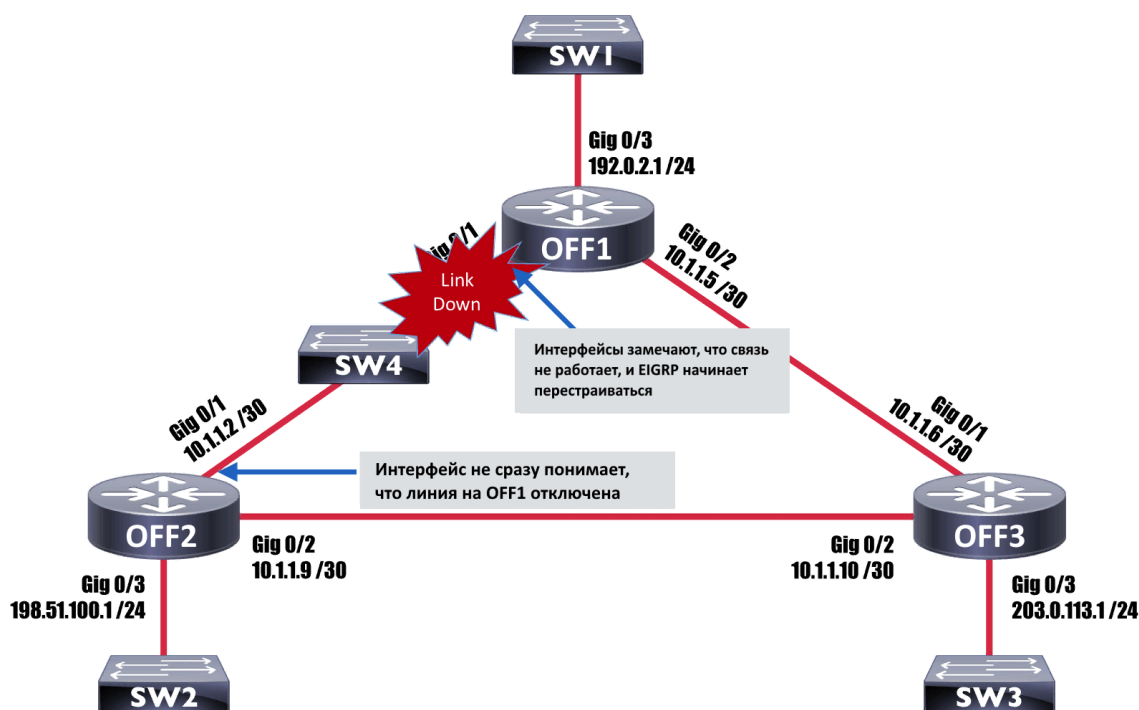 SW1
Gig 0/3
192.0.2.1 /24
OFF1
Gig 0/2
10.1.1.5 /30
Link
Down
SW4
Интерфейсы замечают, что связь
не работает, и EIGRP начинает
перестраиваться
Gig 0/1
10.1.1.2 /30
Gig 0/1
10.1.1.6 /30
Интерфейс не сразу понимает,
что линия на OFF1 отключена
OFF2
Gig 0/2
10.1.1.9 /30
Gig 0/2
10.1.1.10 /30
OFF3
Gig 0/3
198.51.100.1 /24
Gig 0/3
203.0.113.1 /24
SW2
SW3